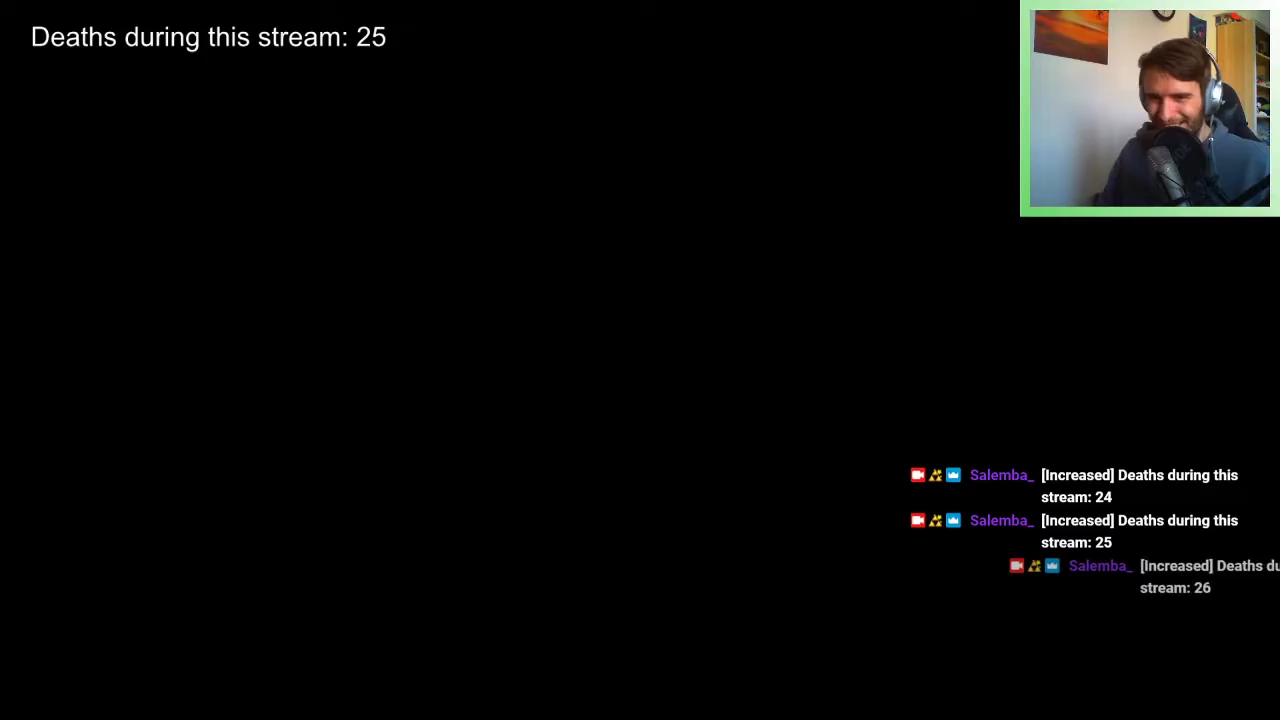 Deaths during this stream: 25
Salemba_ [Increased] Deaths during this
stream: 24
Salemba_ [Increased] Deaths during this
stream: 25
Salemba_ [Increased] Deaths du
stream: 26